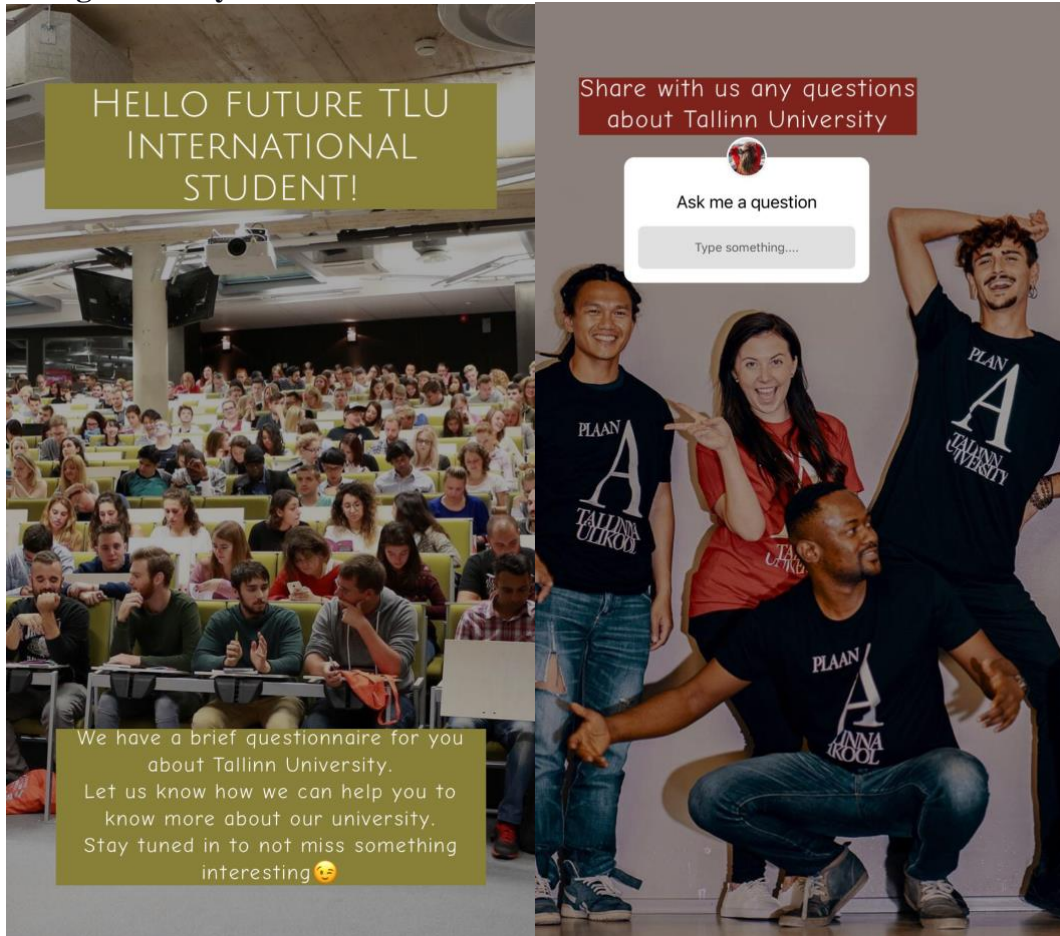 HELLO FUTURE TLU
INTERNATIONAL
STUDENT!
We have a brief questionnaire for you
about Tallinn University.
Let us know how we can help you to
know more about our university.
Stay tuned in to not miss something
interesting😉
Share with us any questions
about Tallinn University
Ask me a question
Type something....
PLAAN
A
TALLINNA
ÜLIKOOL
PLAN
A
TALLINN
UNIVERSITY
PLAAN
A